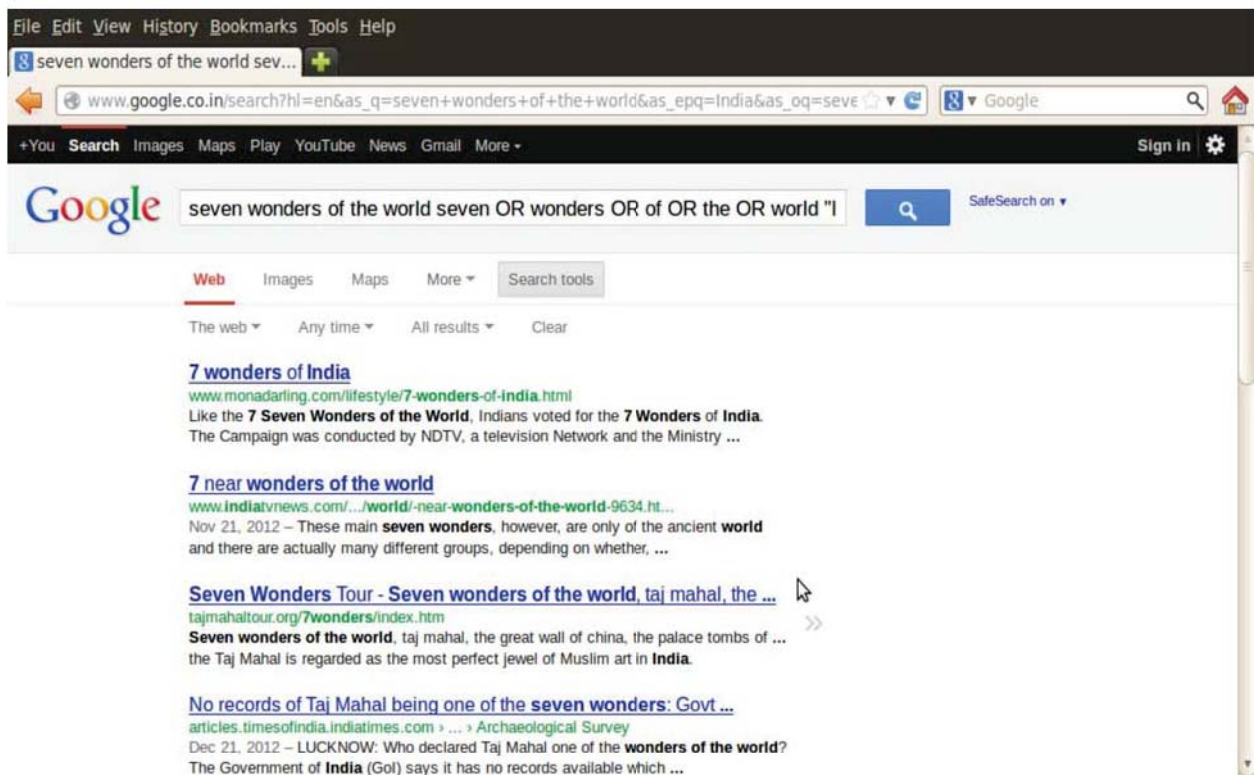 File Edit View History Bookmarks Tools Help
8 seven wonders of the world sev...
www.google.co.in/search?hl=en&as_q=seven+wonders+of+the+world&as_epq=India&as_oq=seve 8 Google
+You Search Images Maps Play YouTube News Gmail More Sign in
Google seven wonders of the world seven OR wonders OR of OR the OR world "I SafeSearch on
Web Images Maps More Search tools
The web Any time All results Clear
7 wonders of India
www.monadarling.com/lifestyle/7-wonders-of-india.html
Like the 7 Seven Wonders of the World, Indians voted for the 7 Wonders of India.
The Campaign was conducted by NDTV, a television Network and the Ministry ...
7 near wonders of the world
www.indiatvnews.com/.../world/-near-wonders-of-the-world-9634.ht...
Nov 21, 2012 – These main seven wonders, however, are only of the ancient world
and there are actually many different groups, depending on whether, ...
Seven Wonders Tour - Seven wonders of the world, taj mahal, the ...
tajmahaltour.org/7wonders/index.htm
Seven wonders of the world, taj mahal, the great wall of china, the palace tombs of ...
the Taj Mahal is regarded as the most perfect jewel of Muslim art in India.
No records of Taj Mahal being one of the seven wonders: Govt ...
articles.timesofindia.indiatimes.com › ... › Archaeological Survey
Dec 21, 2012 – LUCKNOW: Who declared Taj Mahal one of the wonders of the world?
The Government of India (GoI) says it has no records available which ...